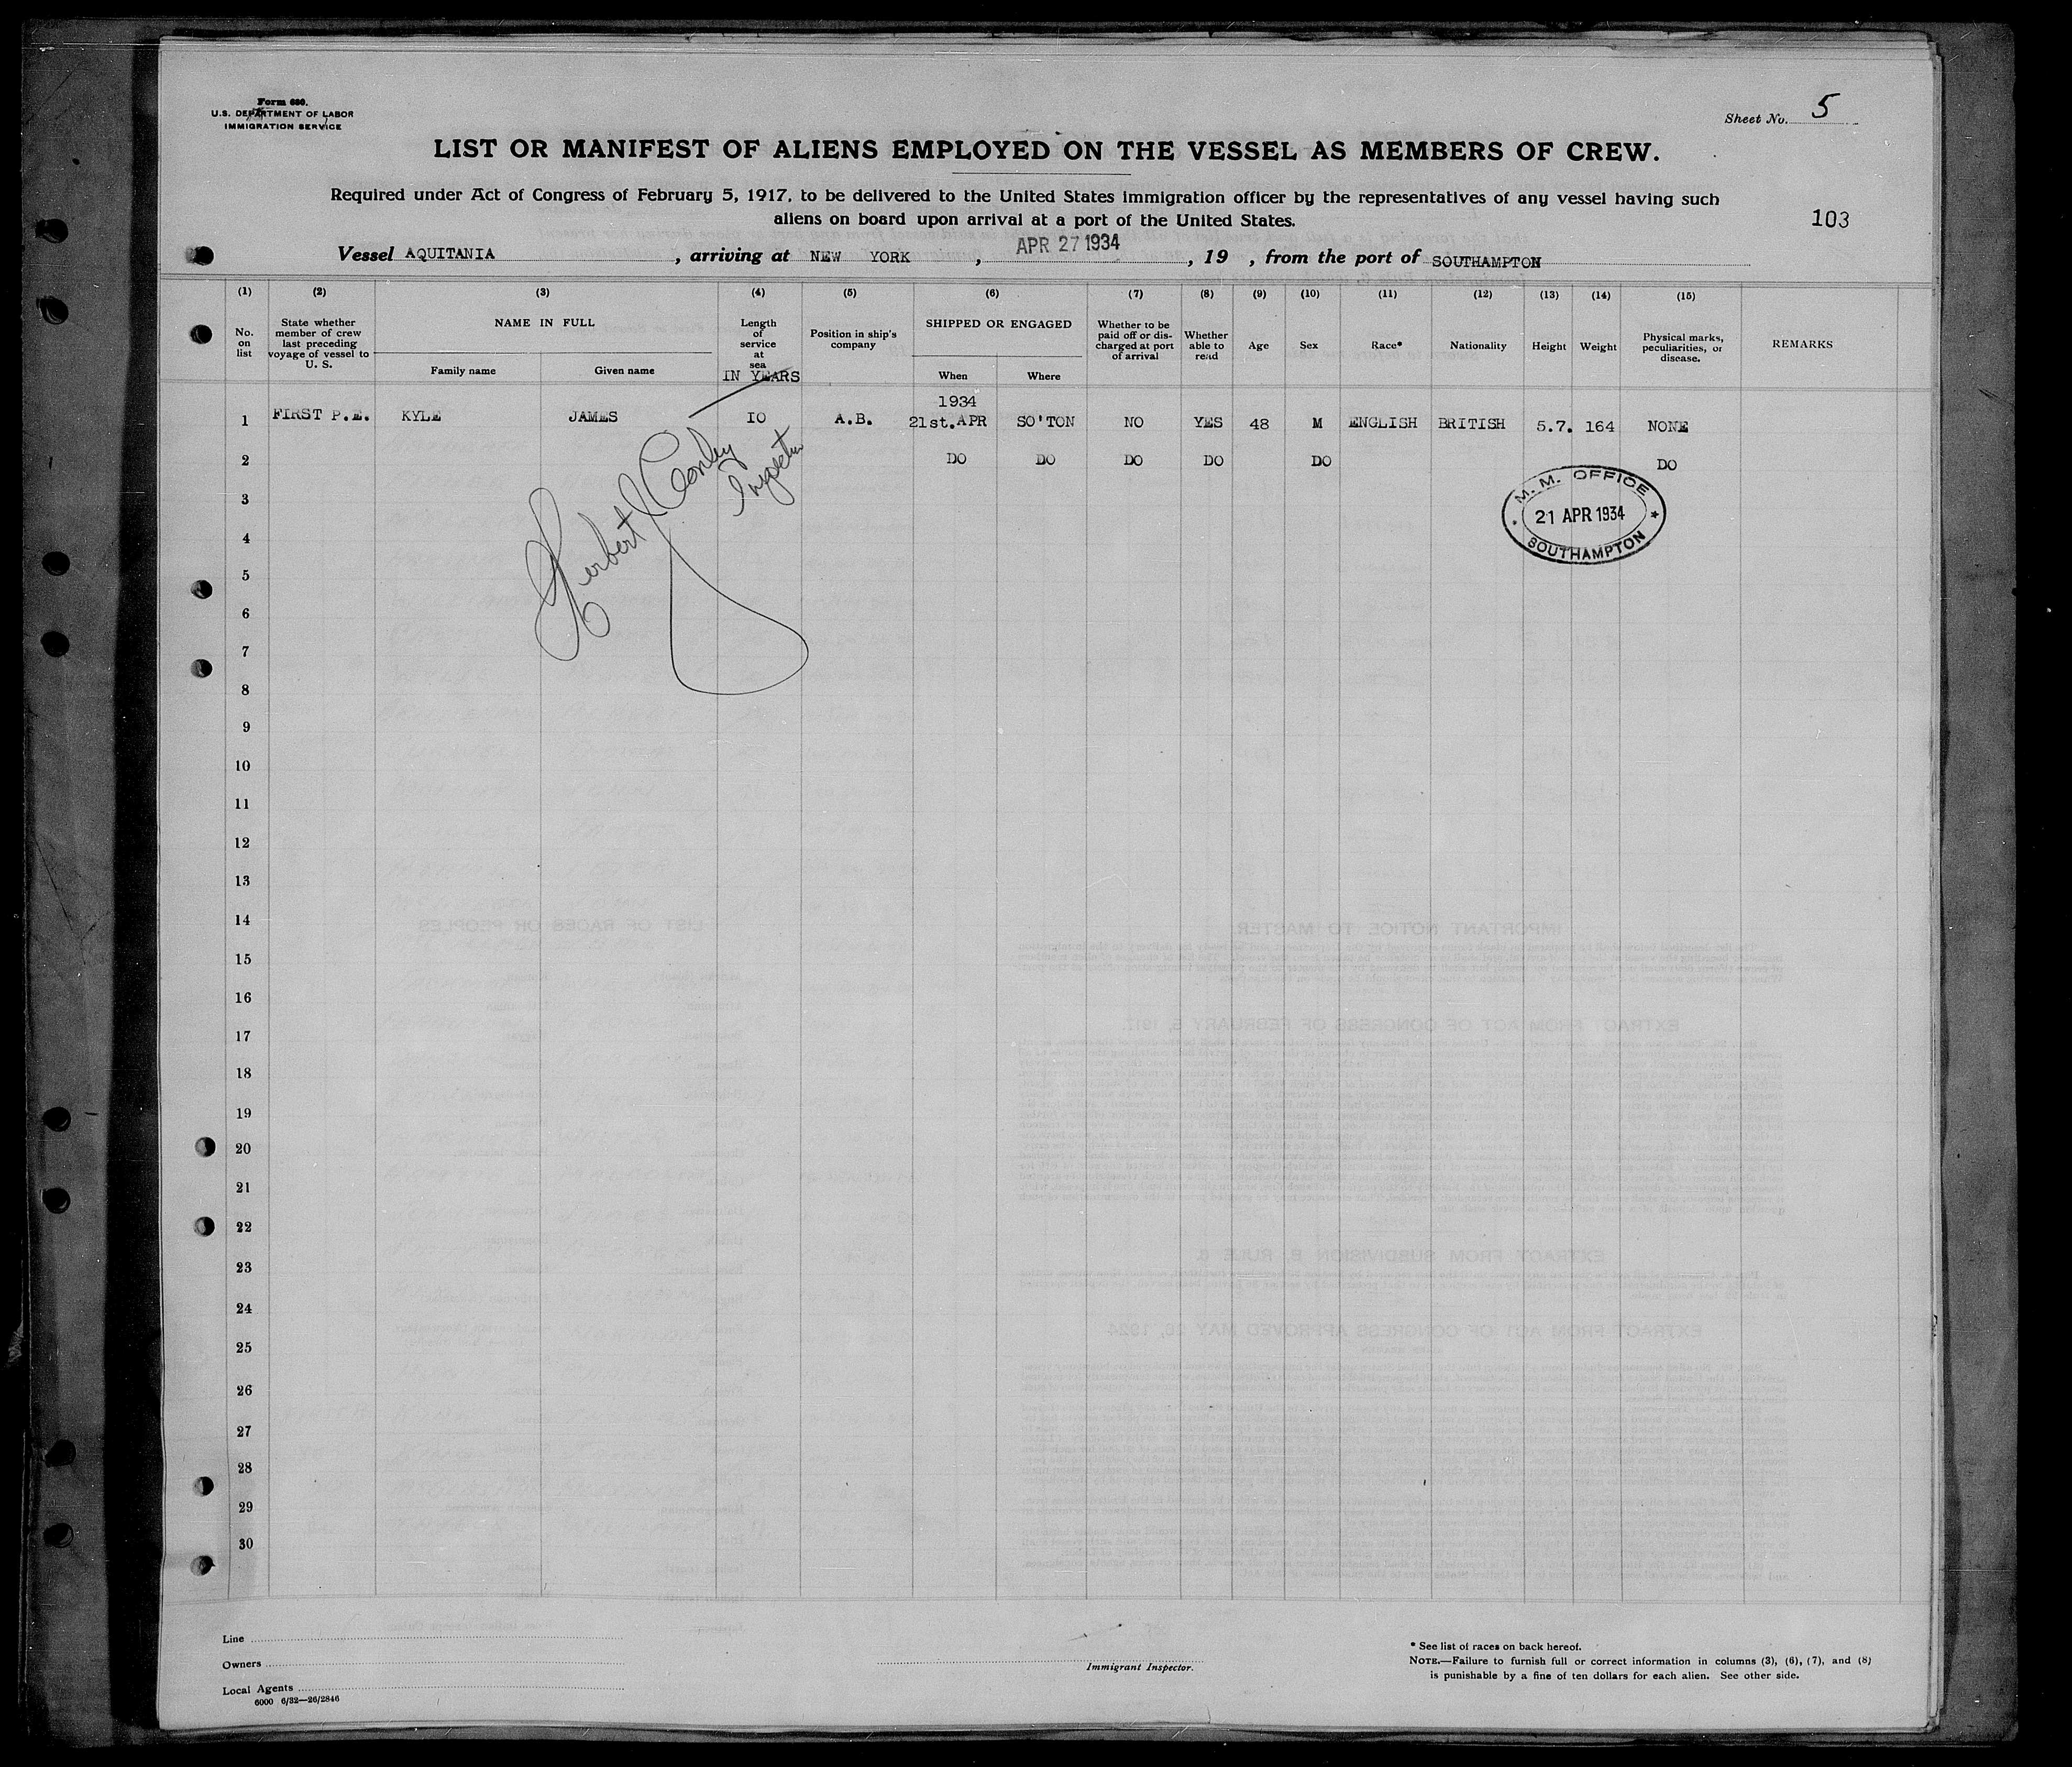 Form 680.
U.S. DEPARTMENT OF LABOR
IMMIGRATION SERVICE
Sheet No. 5
LIST OR MANIFEST OF ALIENS EMPLOYED ON THE VESSEL AS MEMBERS OF CREW.
Required under Act of Congress of February 5, 1917, to be delivered to the United States immigration officer by the representatives of any vessel having such
aliens on board upon arrival at a port of the United States.
103
Vessel AQUITANIA, arriving at NEW YORK, APR 27 1934, 19 , from the port of SOUTHAMPTON
(1) (2) (3) (4) (5) (6) (7) (8) (9) (10) (11) (12) (13) (14) (15)
No. on list
State whether member of crew last preceding voyage of vessel to U. S.
NAME IN FULL
Family name
Given name
Length of service at sea
IN YEARS
Position in ship's company
SHIPPED OR ENGAGED
When
Where
Whether to be paid off or discharged at port of arrival
Whether able to read
Age
Sex
Race*
Nationality
Height
Weight
Physical marks, peculiarities, or disease.
REMARKS
1934
1 FIRST P.E. KYLE JAMES IO A.B. 21st.APR SO'TON NO YES 48 M ENGLISH BRITISH 5.7. 164 NONE
2 DO DO DO DO DO DO
Herbert Conby
Inspector
M. M. OFFICE
21 APR 1934
SOUTHAMPTON
3
4
5
6
7
8
9
10
11
12
13
14
15
16
17
18
19
20
21
22
23
24
25
26
27
28
29
30
Line
Owners
Local Agents
6000 6/32—26/2846
Immigrant Inspector.
* See list of races on back hereof.
NOTE.—Failure to furnish full or correct information in columns (3), (6), (7), and (8)
is punishable by a fine of ten dollars for each alien. See other side.